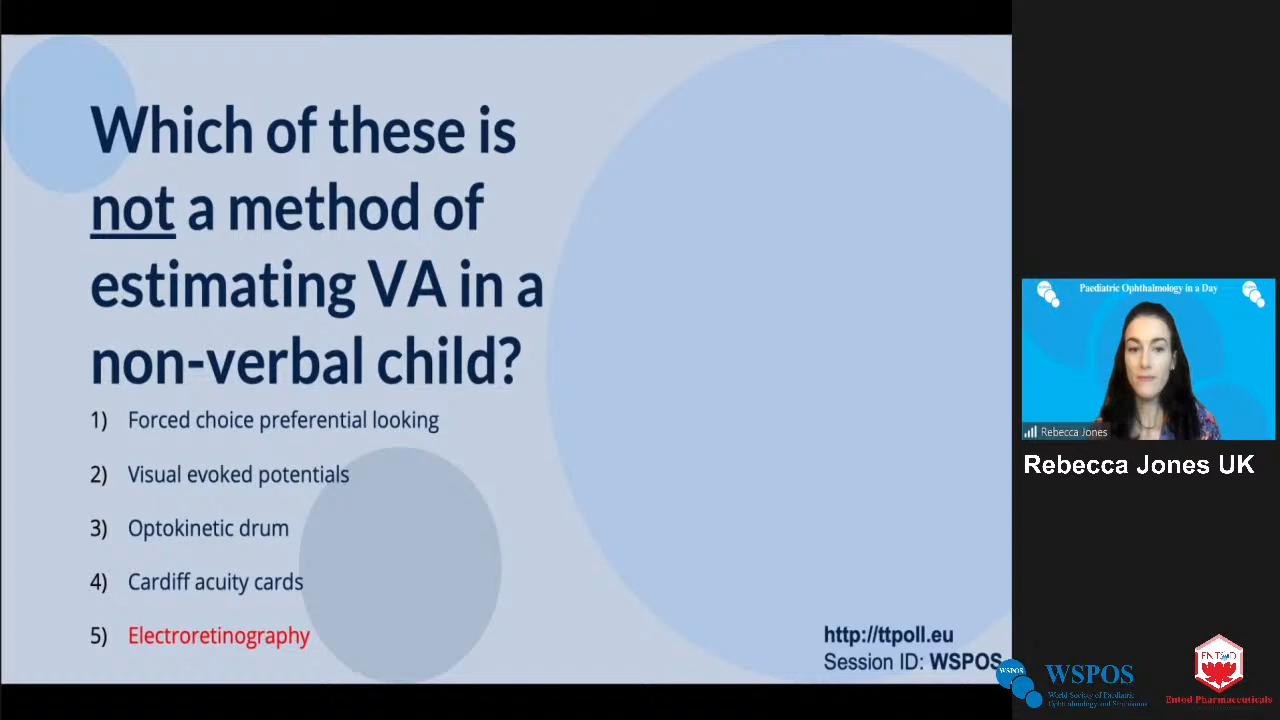 Which of these is
not a method of
estimating VA in a
non-verbal child?
1) Forced choice preferential looking
2) Visual evoked potentials
3) Optokinetic drum
4) Cardiff acuity cards
5) Electroretinography
http://ttpoll.eu
Session ID: WSPOS
Paediatric Ophthalmology in a Day
Rebecca Jones
Rebecca Jones UK
WSPOS
WSPOS
World Society of Paediatric
Ophthalmology and Strabismus
ENTOD
Entod Pharmaceuticals